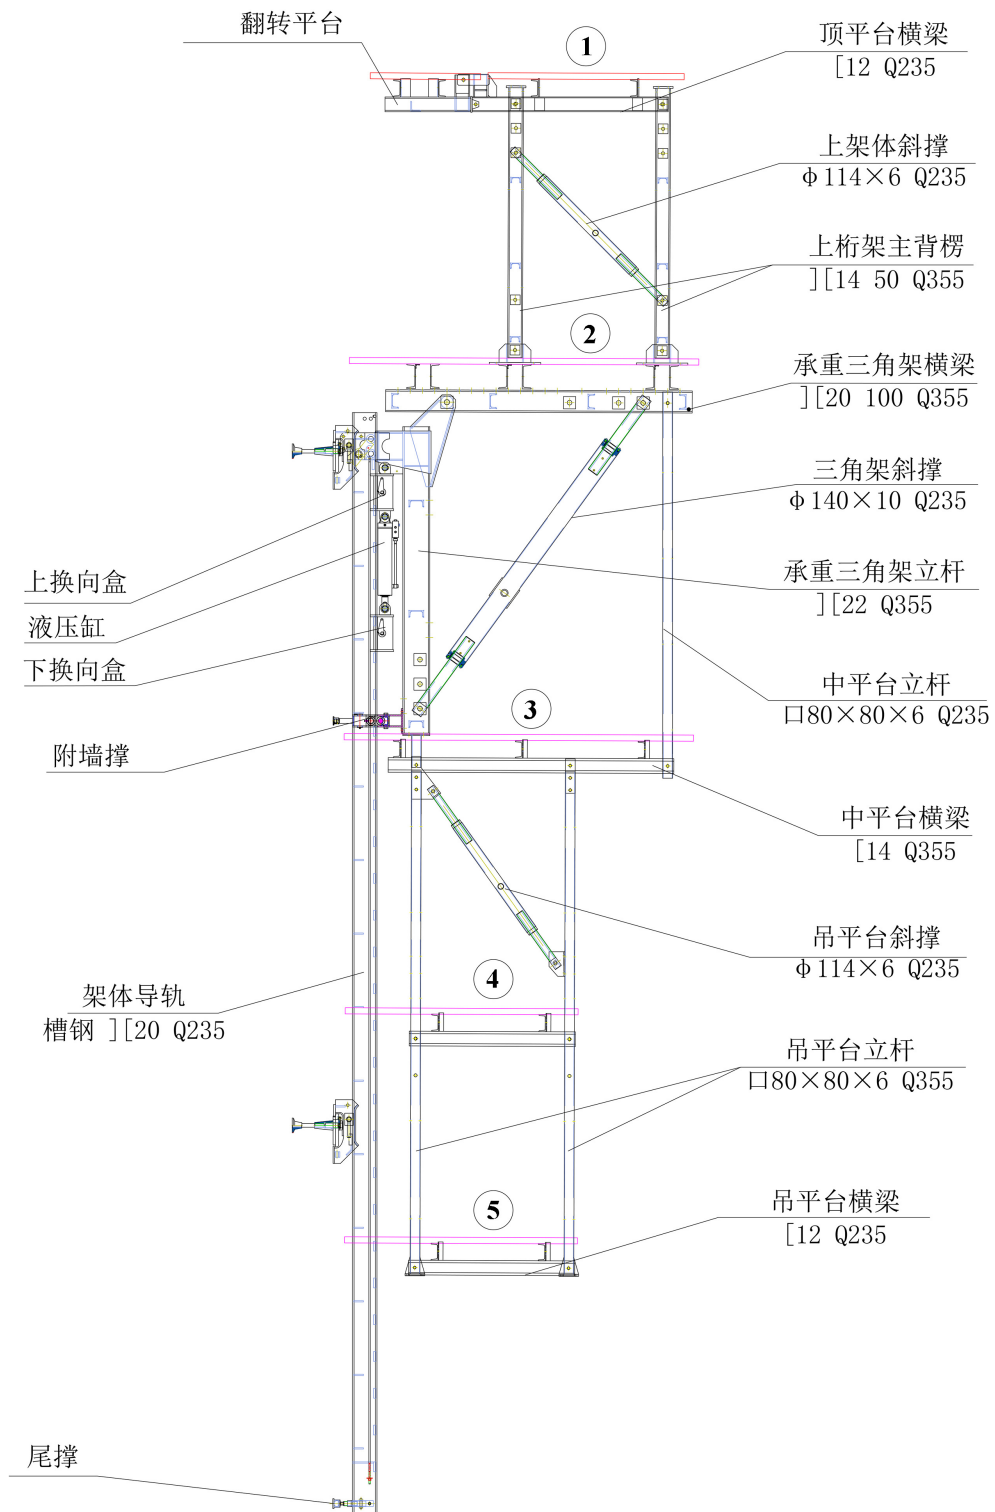 翻转平台
①
顶平台横梁
[12 Q235
上架体斜撑
φ114×6 Q235
上桁架主背楞
][14 50 Q355
②
承重三角架横梁
][20 100 Q355
三角架斜撑
φ140×10 Q235
上换向盒
承重三角架立杆
][22 Q355
液压缸
下换向盒
中平台立杆
口80×80×6 Q235
③
附墙撑
中平台横梁
[14 Q355
吊平台斜撑
φ114×6 Q235
④
架体导轨
槽钢 ][20 Q235
吊平台立杆
口80×80×6 Q355
⑤
吊平台横梁
[12 Q235
尾撑